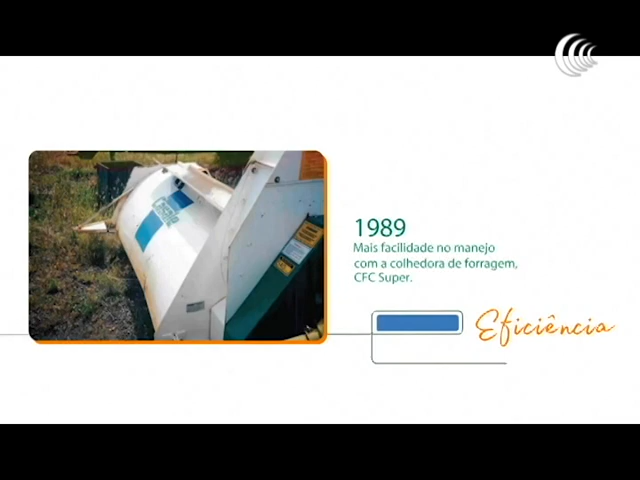 1989
Mais facilidade no manejo
com a colhedora de forragem,
CFC Super.
Eficiência